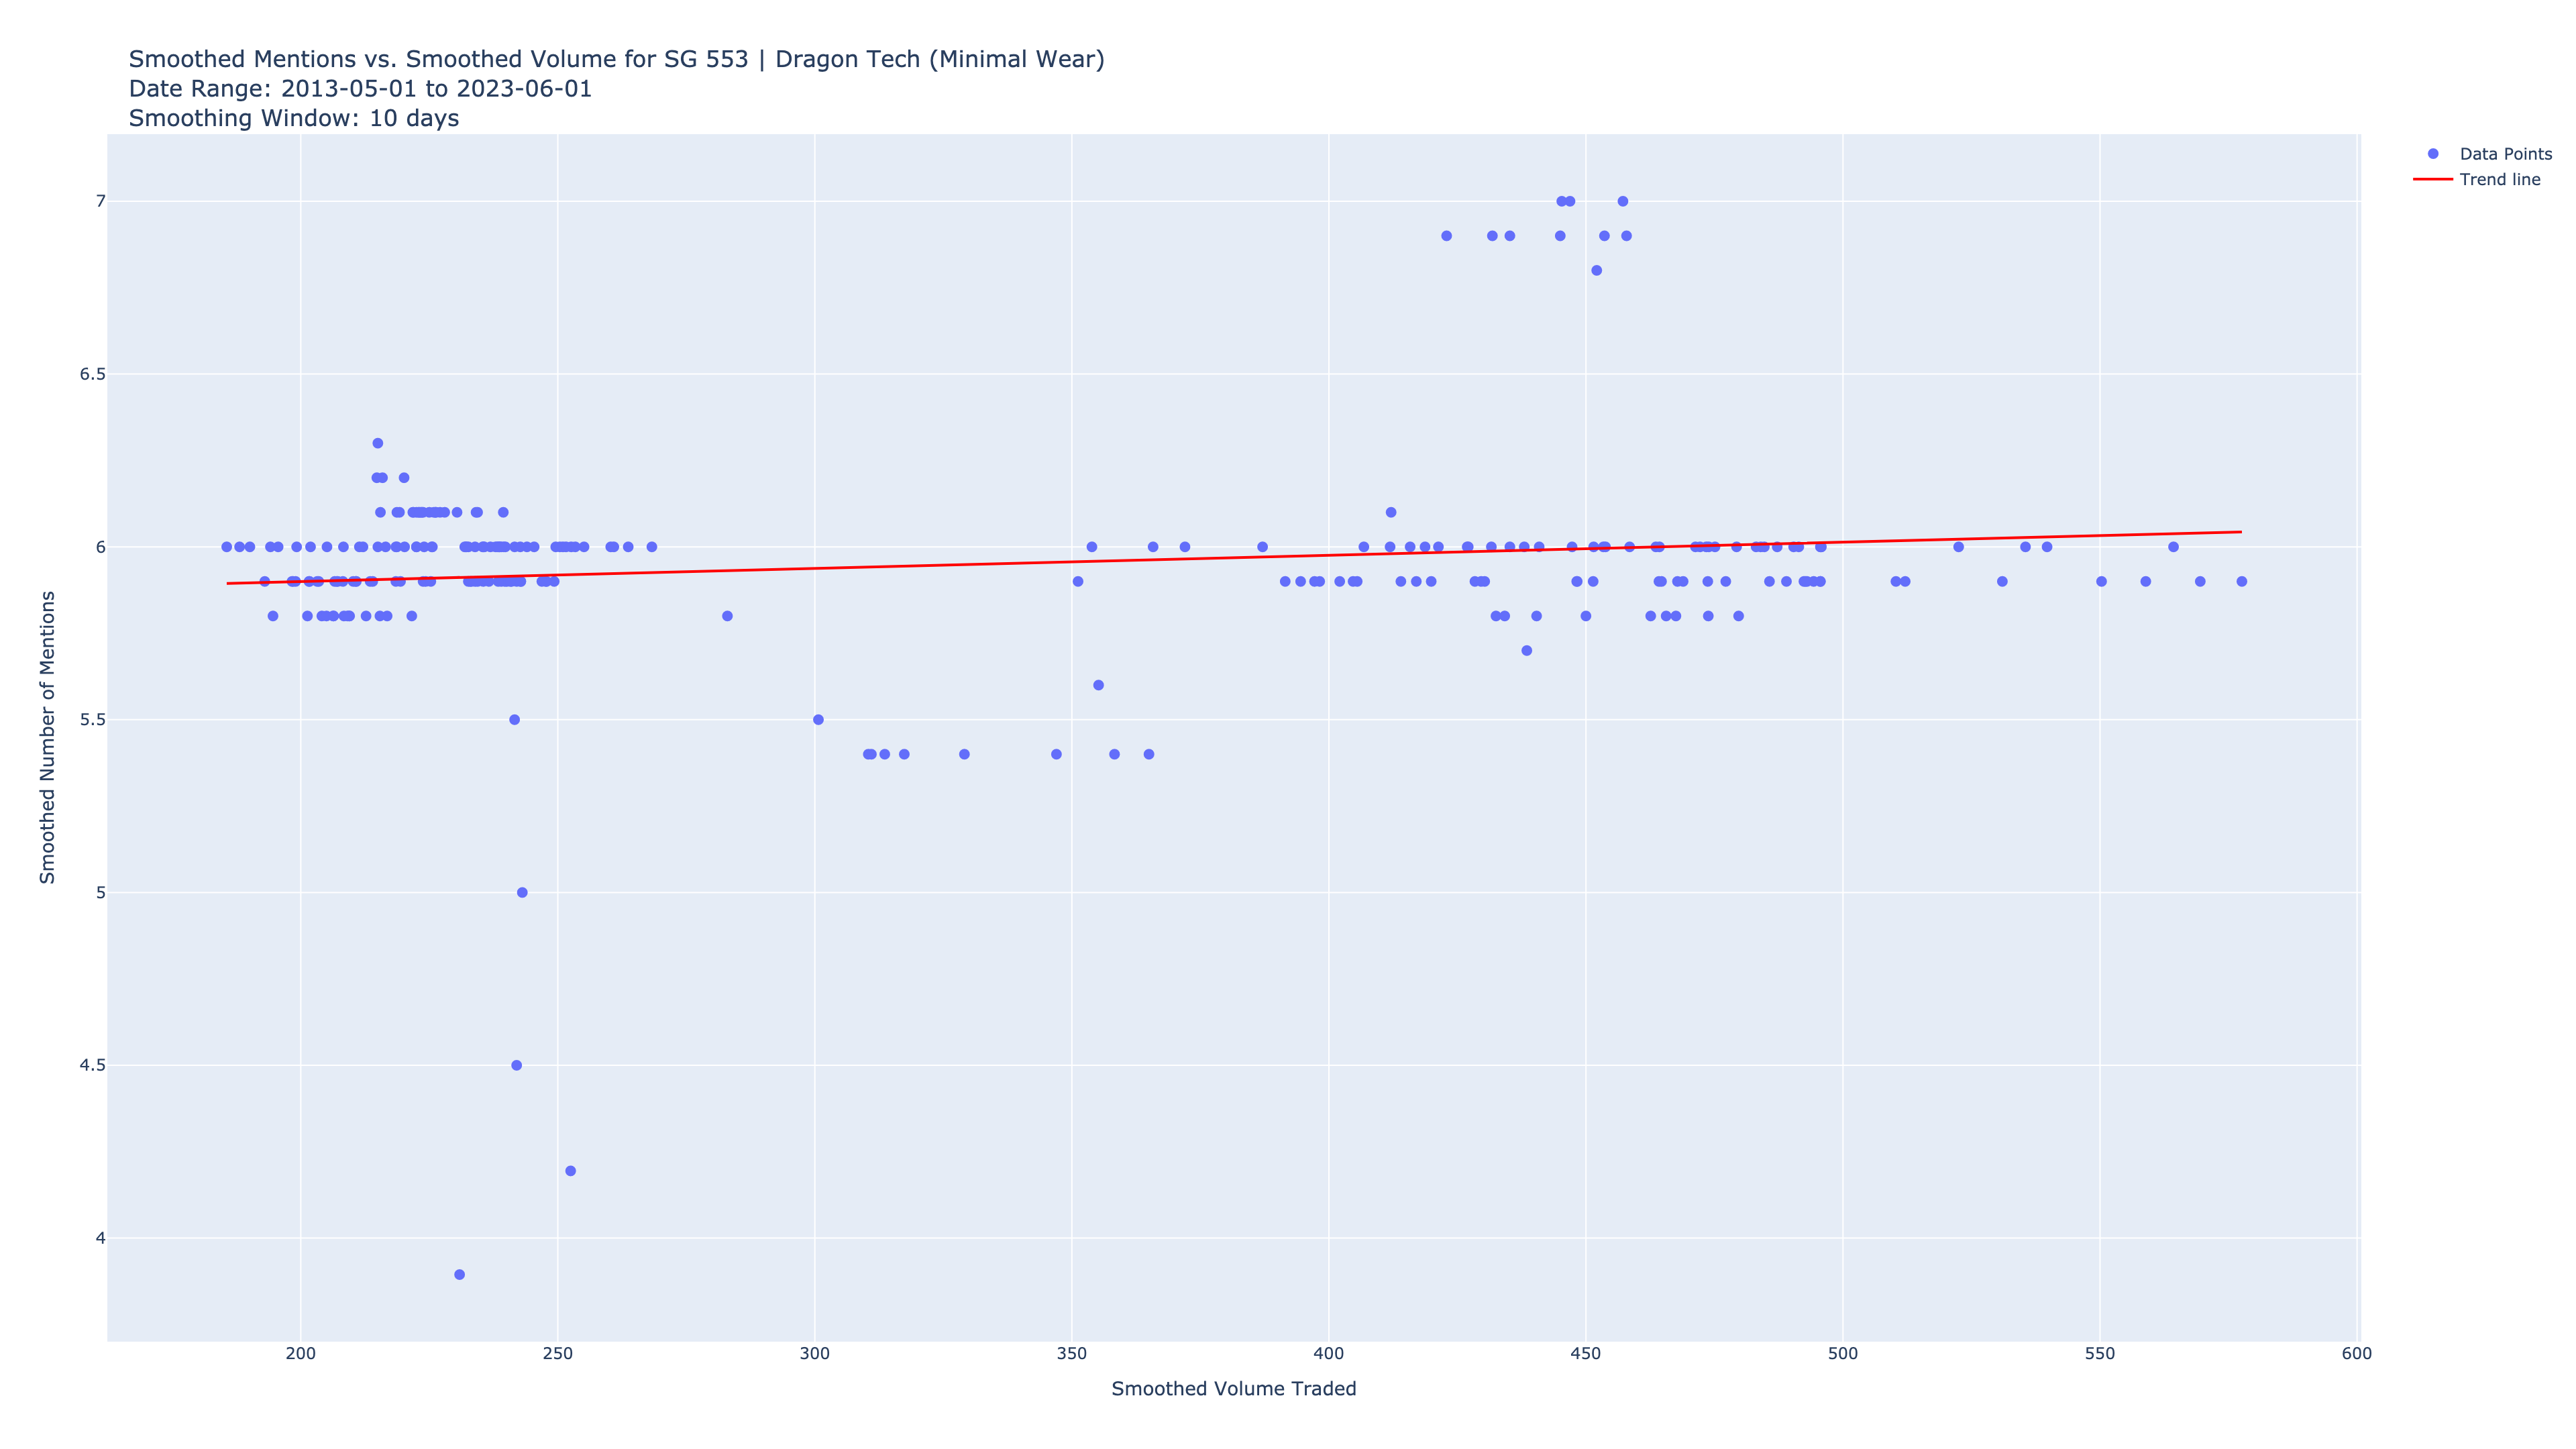 Smoothed Mentions vs. Smoothed Volume for SG 553 | Dragon Tech (Minimal Wear)
Date Range: 2013-05-01 to 2023-06-01
Smoothing Window: 10 days
Data Points
Trend line
7
6.5
6
5.5
5
4.5
4
Smoothed Number of Mentions
200
250
300
350
400
450
500
550
600
Smoothed Volume Traded